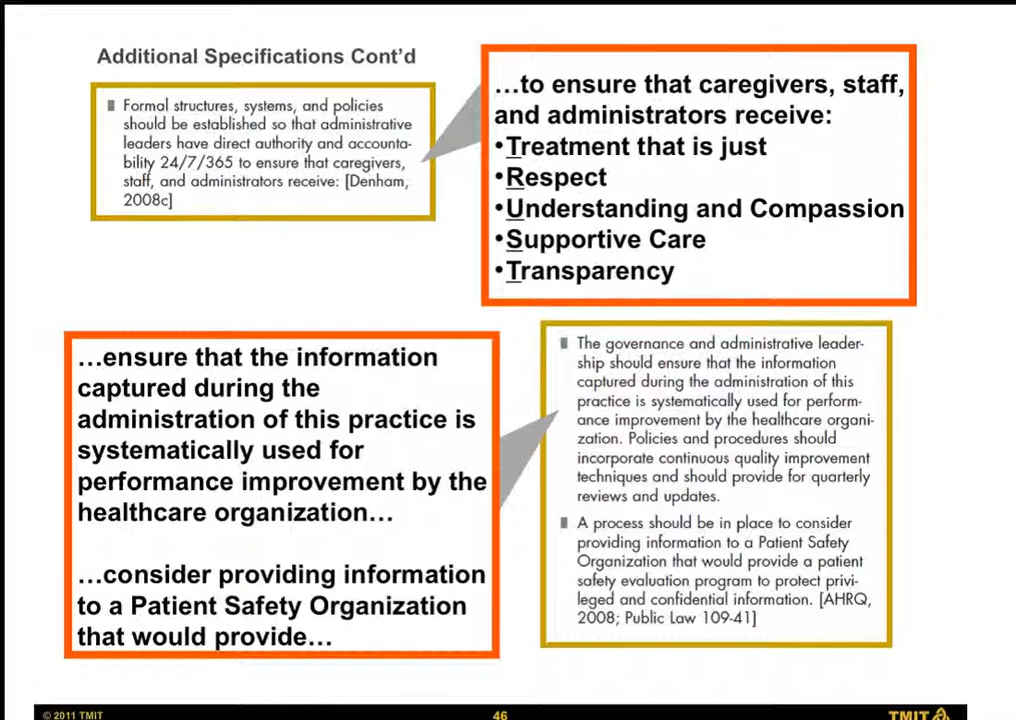 Additional Specifications Cont'd
Formal structures, systems, and policies
should be established so that administrative
leaders have direct authority and accounta-
bility 24/7/365 to ensure that caregivers,
staff, and administrators receive: [Denham,
2008c]
…to ensure that caregivers, staff,
and administrators receive:
•Treatment that is just
•Respect
•Understanding and Compassion
•Supportive Care
•Transparency
…ensure that the information
captured during the
administration of this practice is
systematically used for
performance improvement by the
healthcare organization…
…consider providing information
to a Patient Safety Organization
that would provide…
The governance and administrative leader-
ship should ensure that the information
captured during the administration of this
practice is systematically used for perform-
ance improvement by the healthcare organi-
zation. Policies and procedures should
incorporate continuous quality improvement
techniques and should provide for quarterly
reviews and updates.
A process should be in place to consider
providing information to a Patient Safety
Organization that would provide a patient
safety evaluation program to protect privi-
leged and confidential information. [AHRQ,
2008; Public Law 109-41]
© 2011 TMIT
46
TMIT